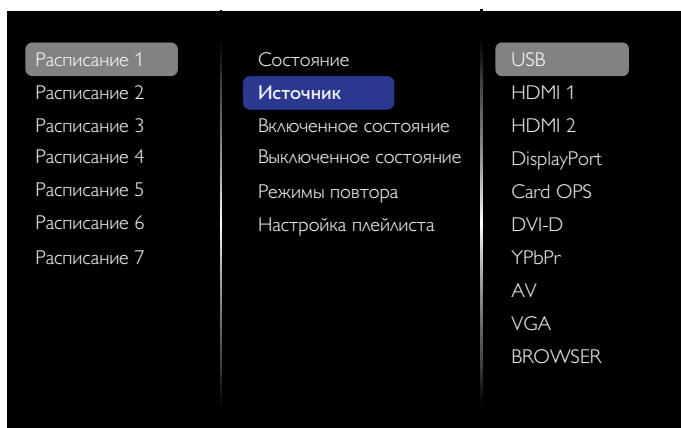 Расписание 1
Расписание 2
Расписание 3
Расписание 4
Расписание 5
Расписание 6
Расписание 7
Состояние
Источник
Включенное состояние
Выключенное состояние
Режимы повтора
Настройка плейлиста
USB
HDMI 1
HDMI 2
DisplayPort
Card OPS
DVI-D
YPbPr
AV
VGA
BROWSER